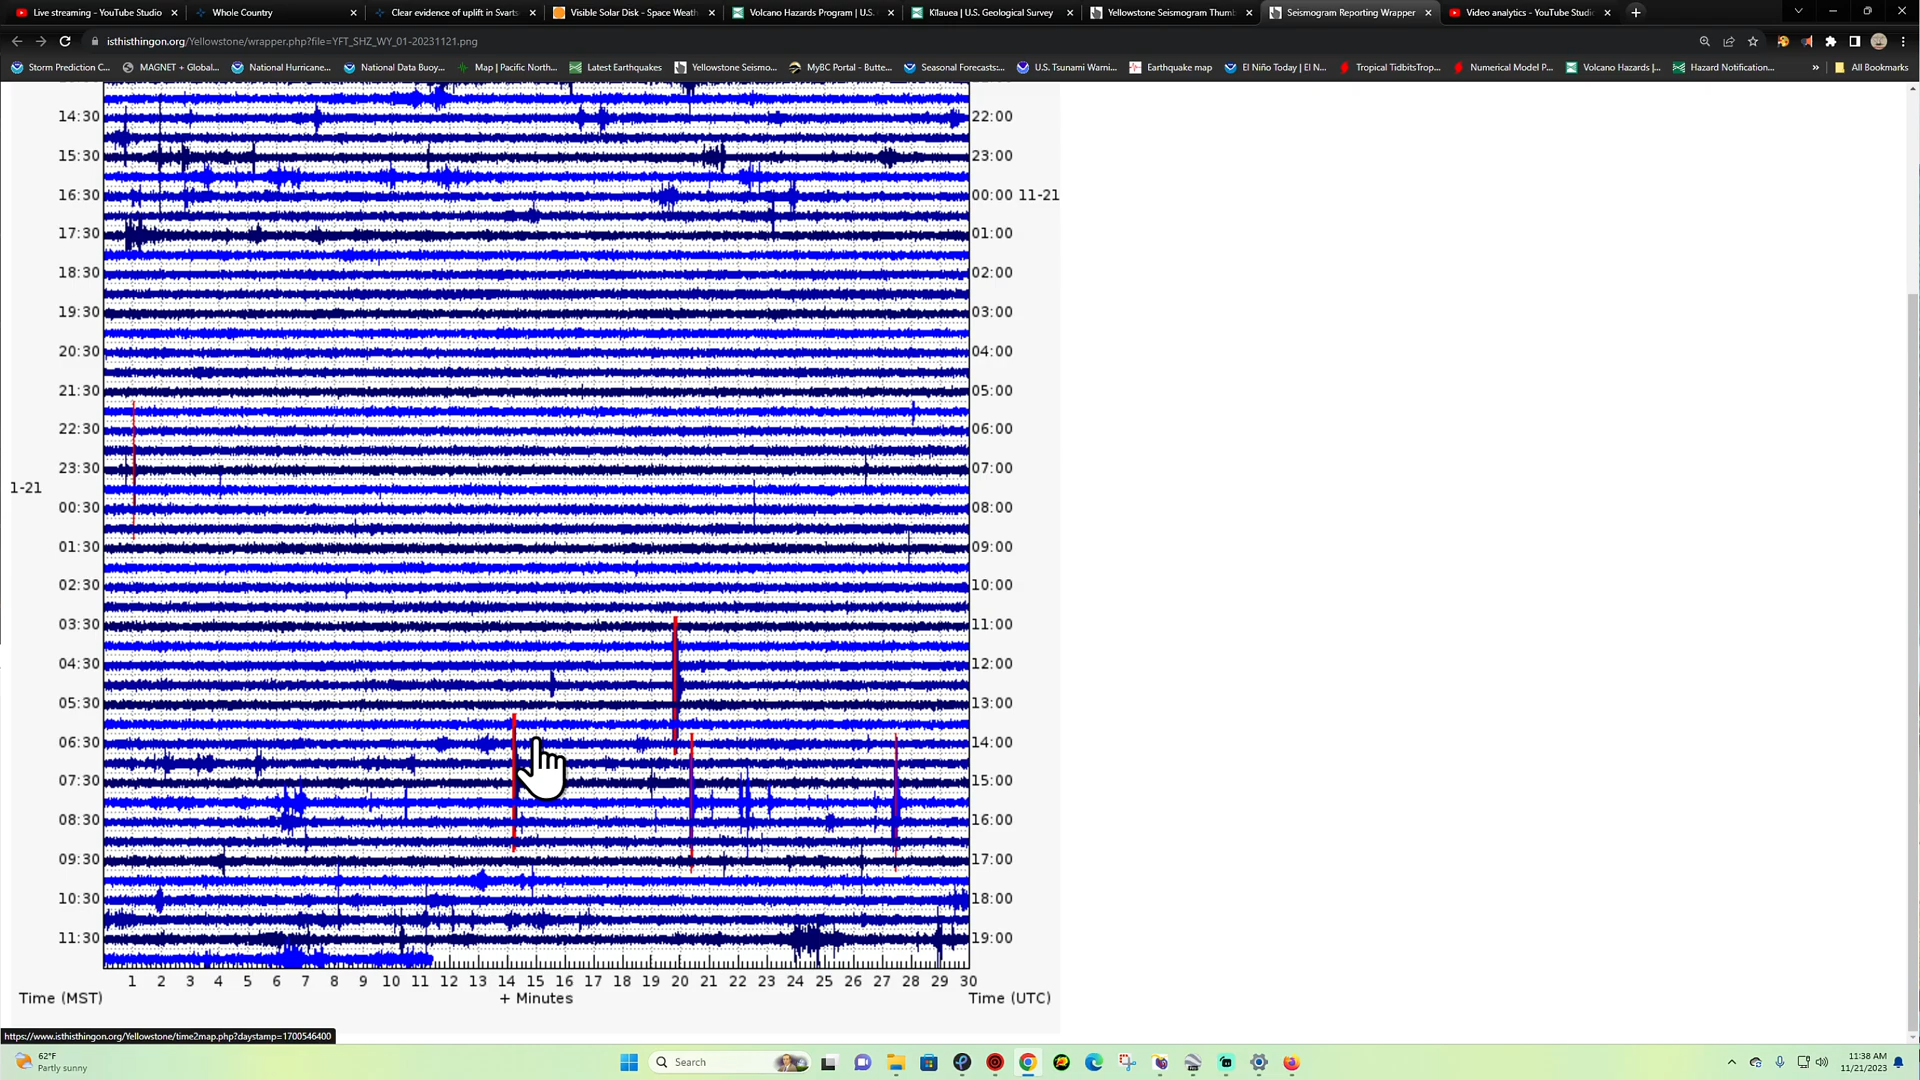 Live streaming - YouTube Studio
Whole Country
Clear evidence of uplift in Svarts
Visible Solar Disk - Space Weath
Volcano Hazards Program | U.S.
Kilauea | U.S. Geological Survey
Yellowstone Seismogram Thumb
Seismogram Reporting Wrapper
Video analytics - YouTube Studi
isthisthingon.org/Yellowstone/wrapper.php?file=YFT_SHZ_WY_01-20231121.png
Storm Prediction C...
MAGNET + Global...
National Hurricane...
National Data Buoy...
Map | Pacific North...
Latest Earthquakes
Yellowstone Seismo...
MyBC Portal - Butte...
Seasonal Forecasts:...
U.S. Tsunami Warni...
Earthquake map
El Niño Today | El N...
Tropical TidbitsTrop...
Numerical Model P...
Volcano Hazards |...
Hazard Notification...
»
All Bookmarks
14:30 22:00
15:30 23:00
16:30 00:00 11-21
17:30 01:00
18:30 02:00
19:30 03:00
20:30 04:00
21:30 05:00
22:30 06:00
23:30 07:00
1-21
00:30 08:00
01:30 09:00
02:30 10:00
03:30 11:00
04:30 12:00
05:30 13:00
06:30 14:00
07:30 15:00
08:30 16:00
09:30 17:00
10:30 18:00
11:30 19:00
1 2 3 4 5 6 7 8 9 10 11 12 13 14 15 16 17 18 19 20 21 22 23 24 25 26 27 28 29 30
Time (MST) + Minutes Time (UTC)
https://www.isthisthingon.org/Yellowstone/time2map.php?daystamp=1700546400
62°F
Partly sunny
Search
11:38 AM
11/21/2023